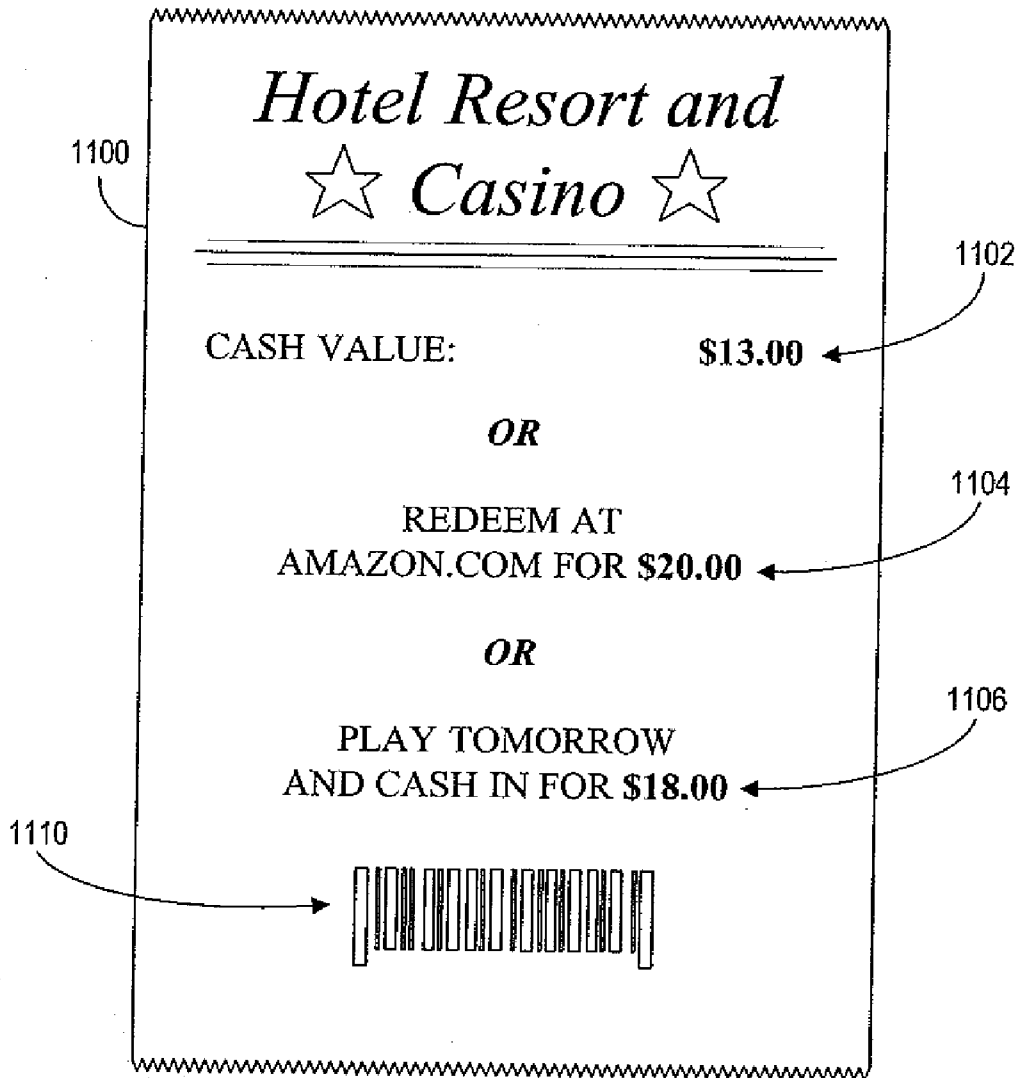 Hotel Resort and
Casino
1100
1102
CASH VALUE: $13.00
OR
1104
REDEEM AT
AMAZON.COM FOR $20.00
OR
1106
PLAY TOMORROW
AND CASH IN FOR $18.00
1110